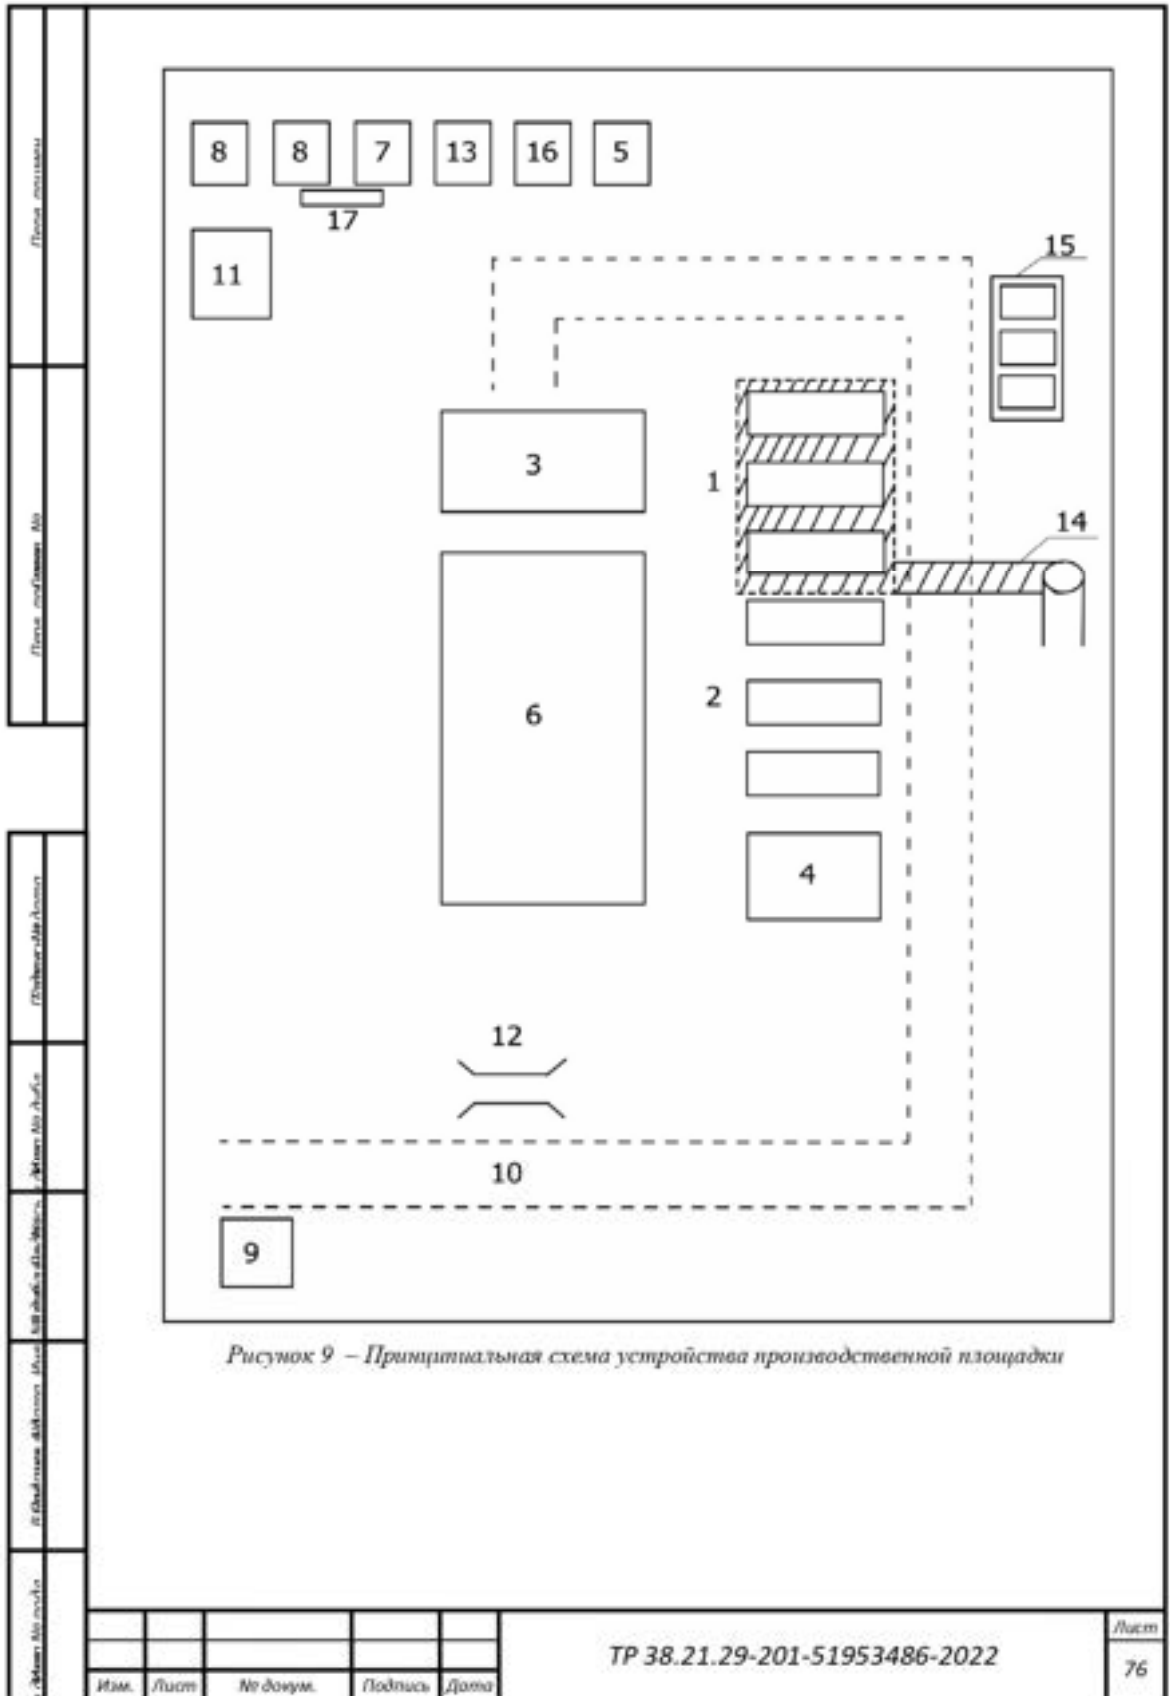 8 8 7 13 16 5
17
11
15
3
1
14
6
2
4
12
10
9
Рисунок 9 – Принципиальная схема устройства производственной площадки
ТР 38.21.29-201-51953486-2022
Лист
76
Изм. Лист № докум. Подпись Дата